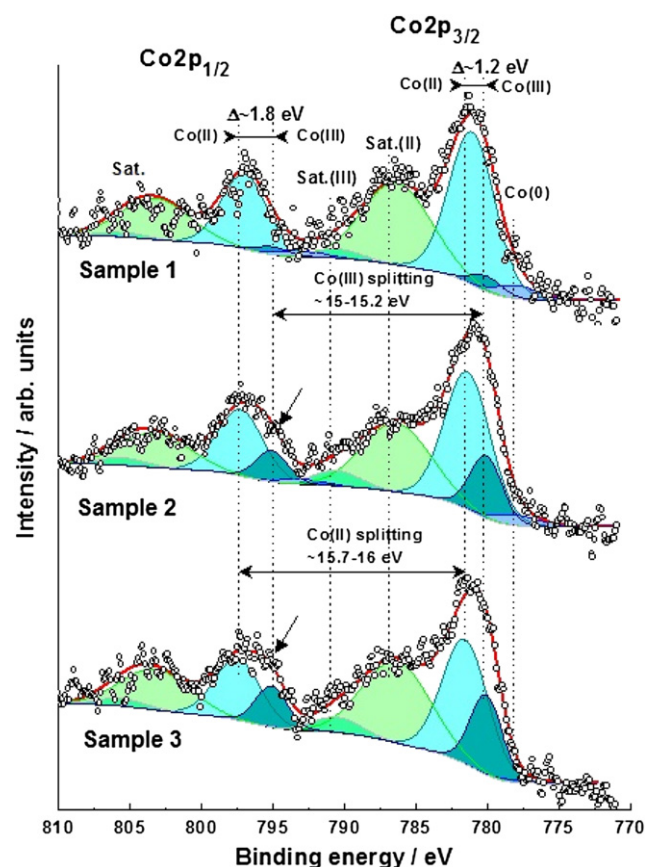 Co2p3/2
Co2p1/2
Δ~1.2 eV
Co(II) Co(III)
Δ~1.8 eV
Co(II) Co(III)
Sat.(II)
Sat.
Sat.(III)
Co(0)
Sample 1
Co(III) splitting
~15-15.2 eV
Sample 2
Co(II) splitting
~15.7-16 eV
Sample 3
Intensity / arb. units
810 805 800 795 790 785 780 775 770
Binding energy / eV